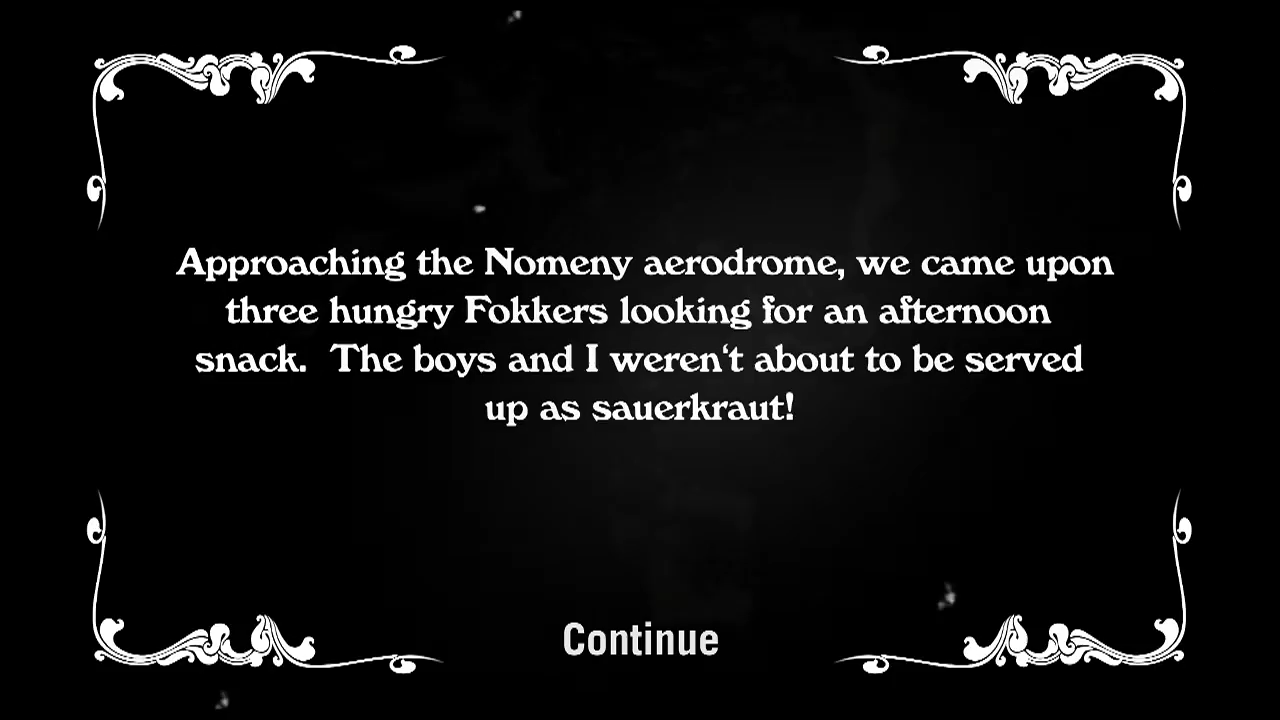 Approaching the Nomeny aerodrome, we came upon
three hungry Fokkers looking for an afternoon
snack.  The boys and I weren‘t about to be served
up as sauerkraut!
Continue